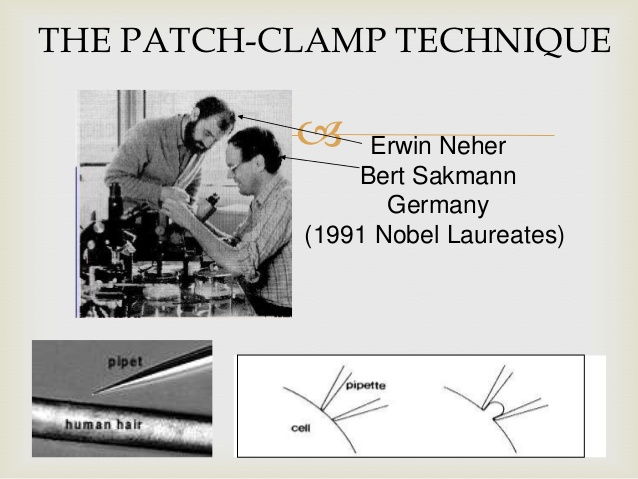 THE PATCH-CLAMP TECHNIQUE
Erwin Neher
Bert Sakmann
Germany
(1991 Nobel Laureates)
pipet
human hair
pipette
cell